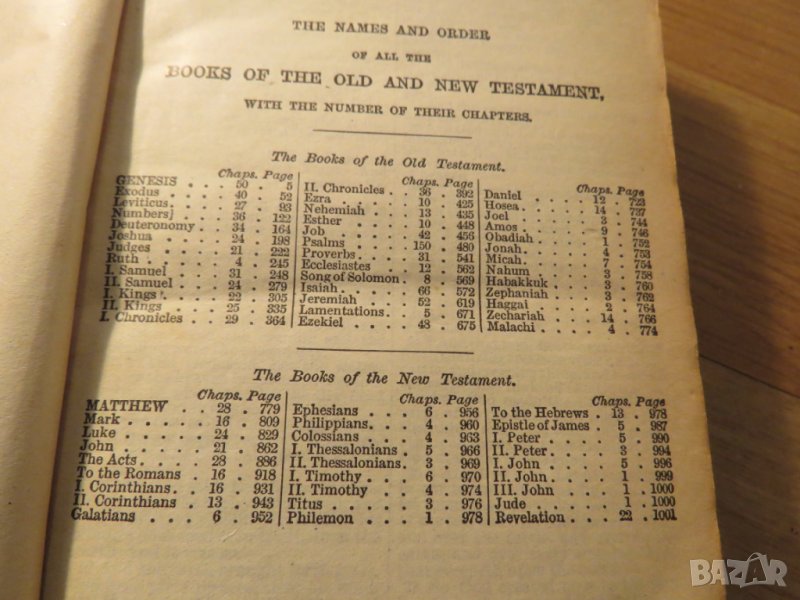 THE NAMES AND ORDER
OF ALL THE
BOOKS OF THE OLD AND NEW TESTAMENT,
WITH THE NUMBER OF THEIR CHAPTERS.
The Books of the Old Testament.
Chaps. Page
GENESIS . . . 50 . 5
Exodus . . . . 40 . 52
Leviticus . . . 27 . 93
Numbers . . . 36 . 122
Deuteronomy . . 34 . 164
Joshua . . . . 24 . 198
Judges . . . . 21 . 222
Ruth . . . . . 4 . 245
I. Samuel . . . 31 . 248
II. Samuel . . . 24 . 279
I. Kings . . . . 22 . 305
II. Kings . . . 25 . 335
I. Chronicles . . 29 . 364
Chaps. Page
II. Chronicles . . 36 . 392
Ezra . . . . . 10 . 425
Nehemiah . . . 13 . 435
Esther . . . . 10 . 448
Job . . . . . 42 . 456
Psalms . . . . 150 . 480
Proverbs . . . 31 . 541
Ecclesiastes . . 12 . 562
Song of Solomon . 8 . 569
Isaiah . . . . 66 . 572
Jeremiah . . . 52 . 619
Lamentations . . 5 . 671
Ezekiel . . . . 48 . 675
Chaps. Page
Daniel . . . . 12 . 723
Hosea . . . . 14 . 737
Joel . . . . . 3 . 744
Amos . . . . . 9 . 746
Obadiah . . . . 1 . 752
Jonah . . . . . 4 . 753
Micah . . . . . 7 . 754
Nahum . . . . 3 . 758
Habakkuk . . . 3 . 760
Zephaniah . . . 3 . 762
Haggai . . . . 2 . 764
Zechariah . . . 14 . 766
Malachi . . . . 4 . 774
The Books of the New Testament.
Chaps. Page
MATTHEW . . 28 . 779
Mark . . . . . 16 . 809
Luke . . . . . 24 . 829
John . . . . . 21 . 862
The Acts . . . . 28 . 886
To the Romans . . 16 . 918
I. Corinthians . . 16 . 931
II. Corinthians . . 13 . 943
Galatians . . . 6 . 952
Chaps. Page
Ephesians . . . 6 . 956
Philippians . . . 4 . 960
Colossians . . . 4 . 963
I. Thessalonians . 5 . 966
II. Thessalonians . 3 . 969
I. Timothy . . . 6 . 970
II. Timothy . . . 4 . 974
Titus . . . . . 3 . 976
Philemon . . . 1 . 978
Chaps. Page
To the Hebrews . 13 . 978
Epistle of James . 5 . 987
I. Peter . . . . 5 . 990
II. Peter . . . . 3 . 994
I. John . . . . 5 . 996
II. John . . . . 1 . 999
III. John . . . 1 . 1000
Jude . . . . . 1 . 1000
Revelation . . . 22 . 1001
BAZAR.bg